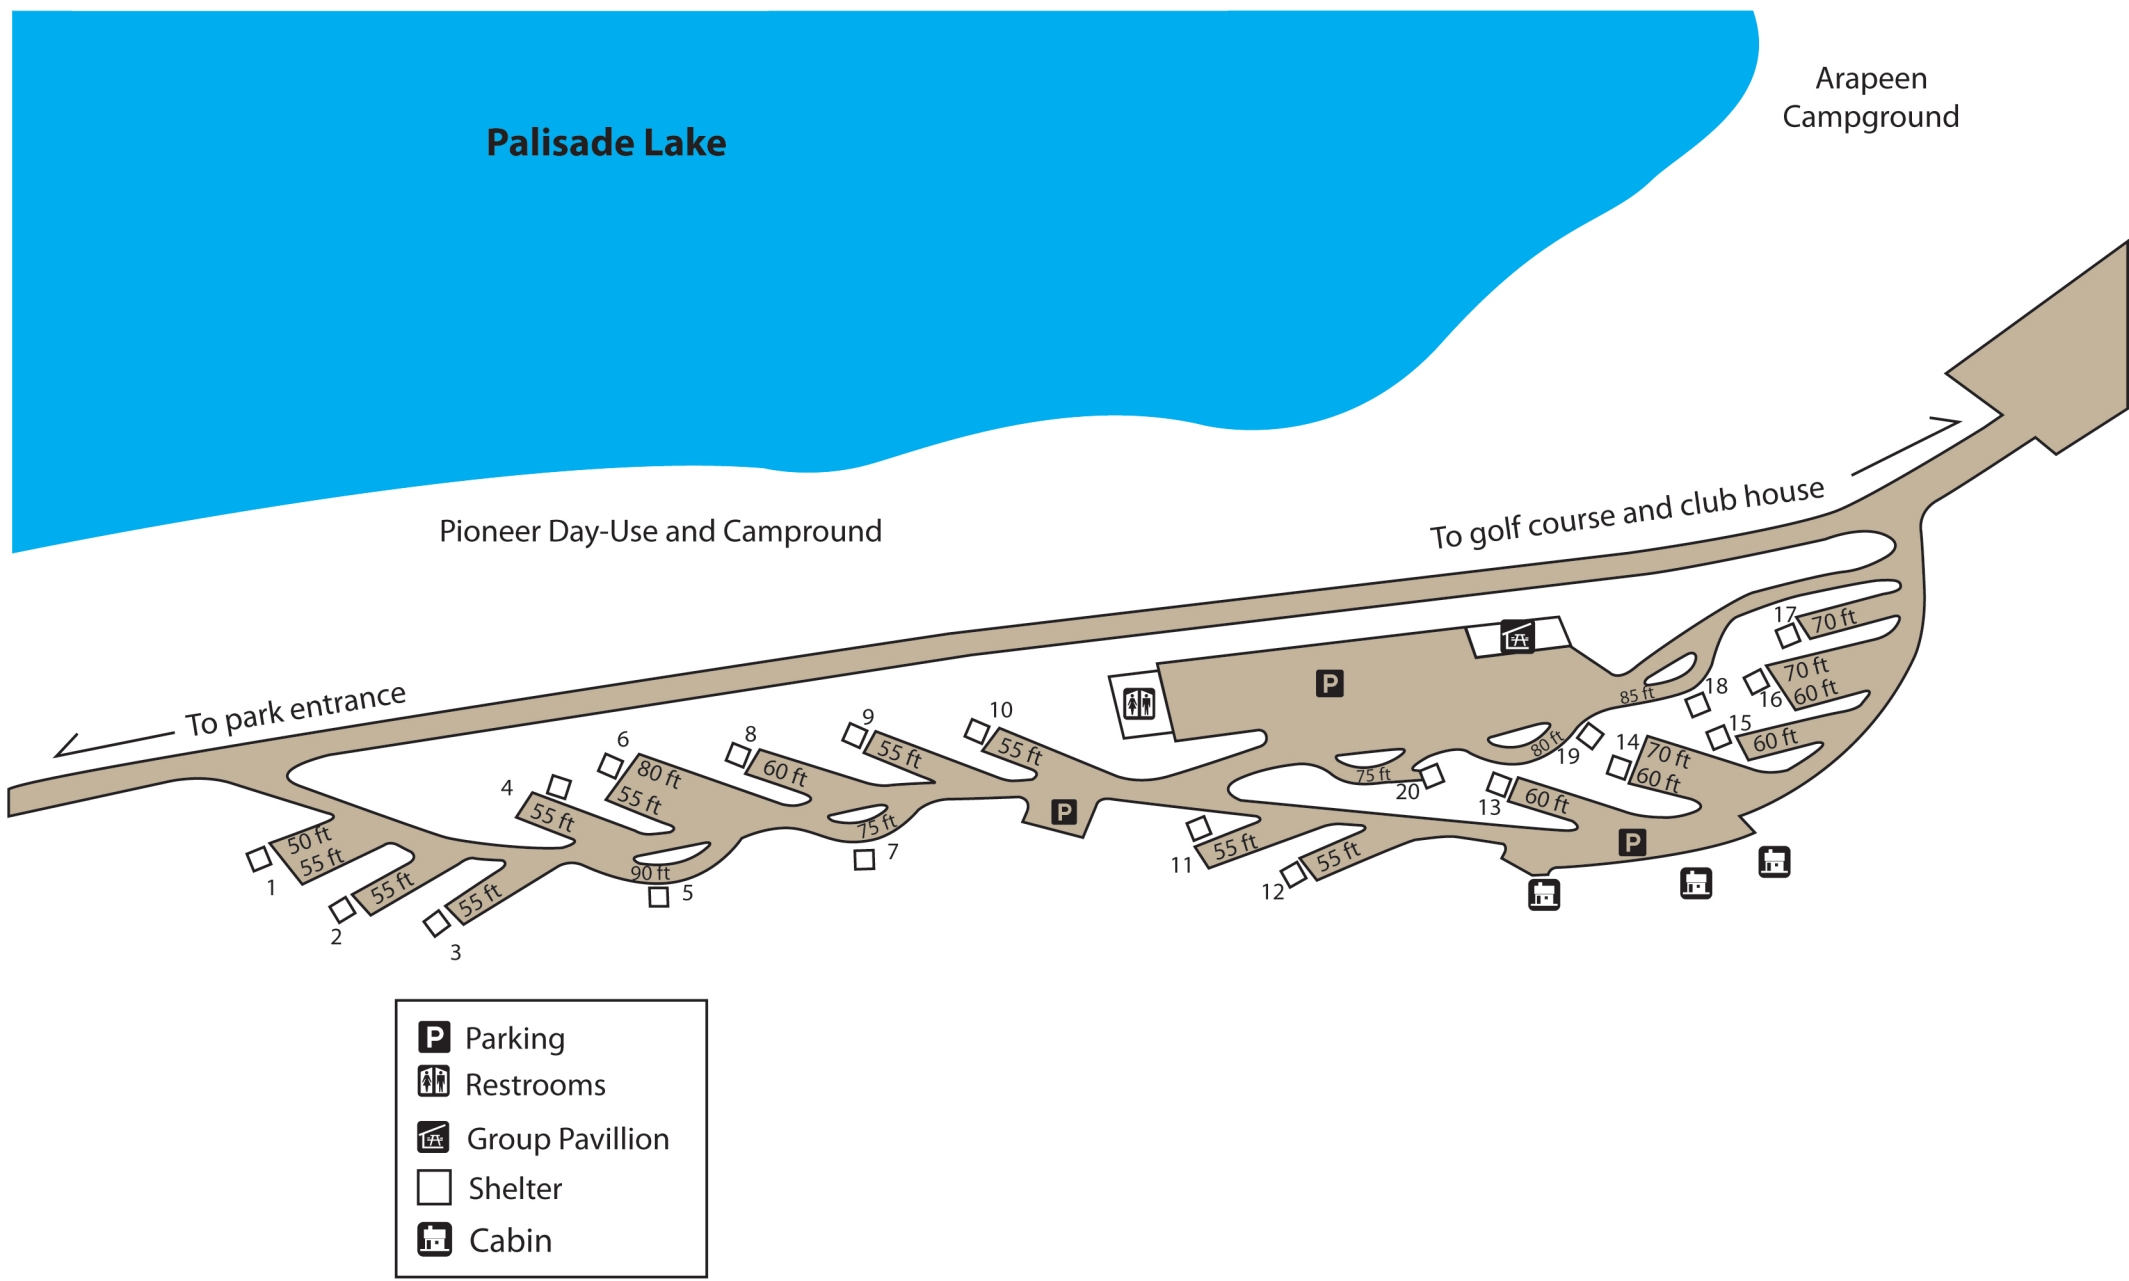 Arapeen
Campground
Palisade Lake
Pioneer Day-Use and Campround
To golf course and club house
To park entrance
17
70 ft
70 ft
60 ft
16
18
85 ft
15
60 ft
14
70 ft
60 ft
19
80 ft
20
75 ft
13
60 ft
P
P
P
10
55 ft
9
55 ft
8
60 ft
6
80 ft
55 ft
4
55 ft
75 ft
7
90 ft
5
50 ft
55 ft
1
55 ft
2
55 ft
3
11
55 ft
12
55 ft
P Parking
Restrooms
Group Pavillion
Shelter
Cabin